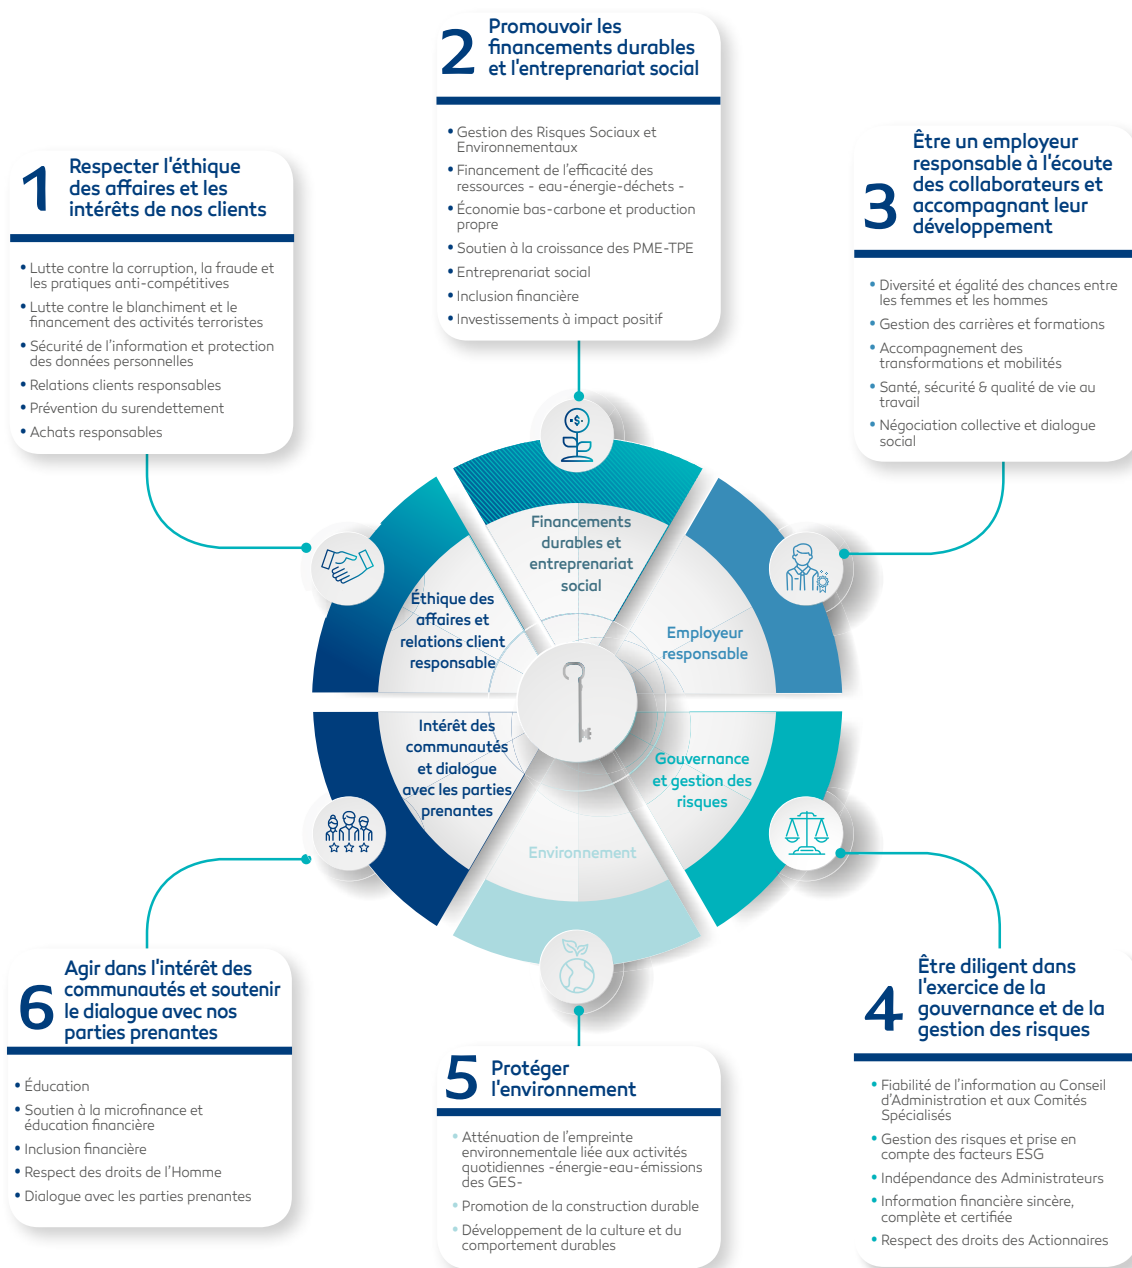 1
Respecter l'éthique
des affaires et les
intérêts de nos clients
• Lutte contre la corruption, la fraude et
les pratiques anti-compétitives
• Lutte contre le blanchiment et le
financement des activités terroristes
• Sécurité de l'information et protection
des données personnelles
• Relations clients responsables
• Prévention du surendettement
• Achats responsables
2
Promouvoir les
financements durables
et l'entreprenariat social
• Gestion des Risques Sociaux et
Environnementaux
• Financement de l'efficacité des
ressources - eau-énergie-déchets -
• Économie bas-carbone et production
propre
• Soutien à la croissance des PME-TPE
• Entreprenariat social
• Inclusion financière
• Investissements à impact positif
3
Être un employeur
responsable à l'écoute
des collaborateurs et
accompagnant leur
développement
• Diversité et égalité des chances entre
les femmes et les hommes
• Gestion des carrières et formations
• Accompagnement des
transformations et mobilités
• Santé, sécurité & qualité de vie au
travail
• Négociation collective et dialogue
social
$
Financements
durables et
entreprenariat
social
Éthique des
affaires et
relations client
responsable
Employeur
responsable
Intérêt des
communautés
et dialogue
avec les parties
prenantes
Gouvernance
et gestion des
risques
Environnement
6
Agir dans l'intérêt des
communautés et soutenir
le dialogue avec nos
parties prenantes
• Éducation
• Soutien à la microfinance et
éducation financière
• Inclusion financière
• Respect des droits de l'Homme
• Dialogue avec les parties prenantes
5
Protéger
l'environnement
• Atténuation de l'empreinte
environnementale liée aux activités
quotidiennes -énergie-eau-émissions
des GES-
• Promotion de la construction durable
• Développement de la culture et du
comportement durables
4
Être diligent dans
l'exercice de la
gouvernance et de la
gestion des risques
• Fiabilité de l'information au Conseil
d'Administration et aux Comités
Spécialisés
• Gestion des risques et prise en
compte des facteurs ESG
• Indépendance des Administrateurs
• Information financière sincère,
complète et certifiée
• Respect des droits des Actionnaires